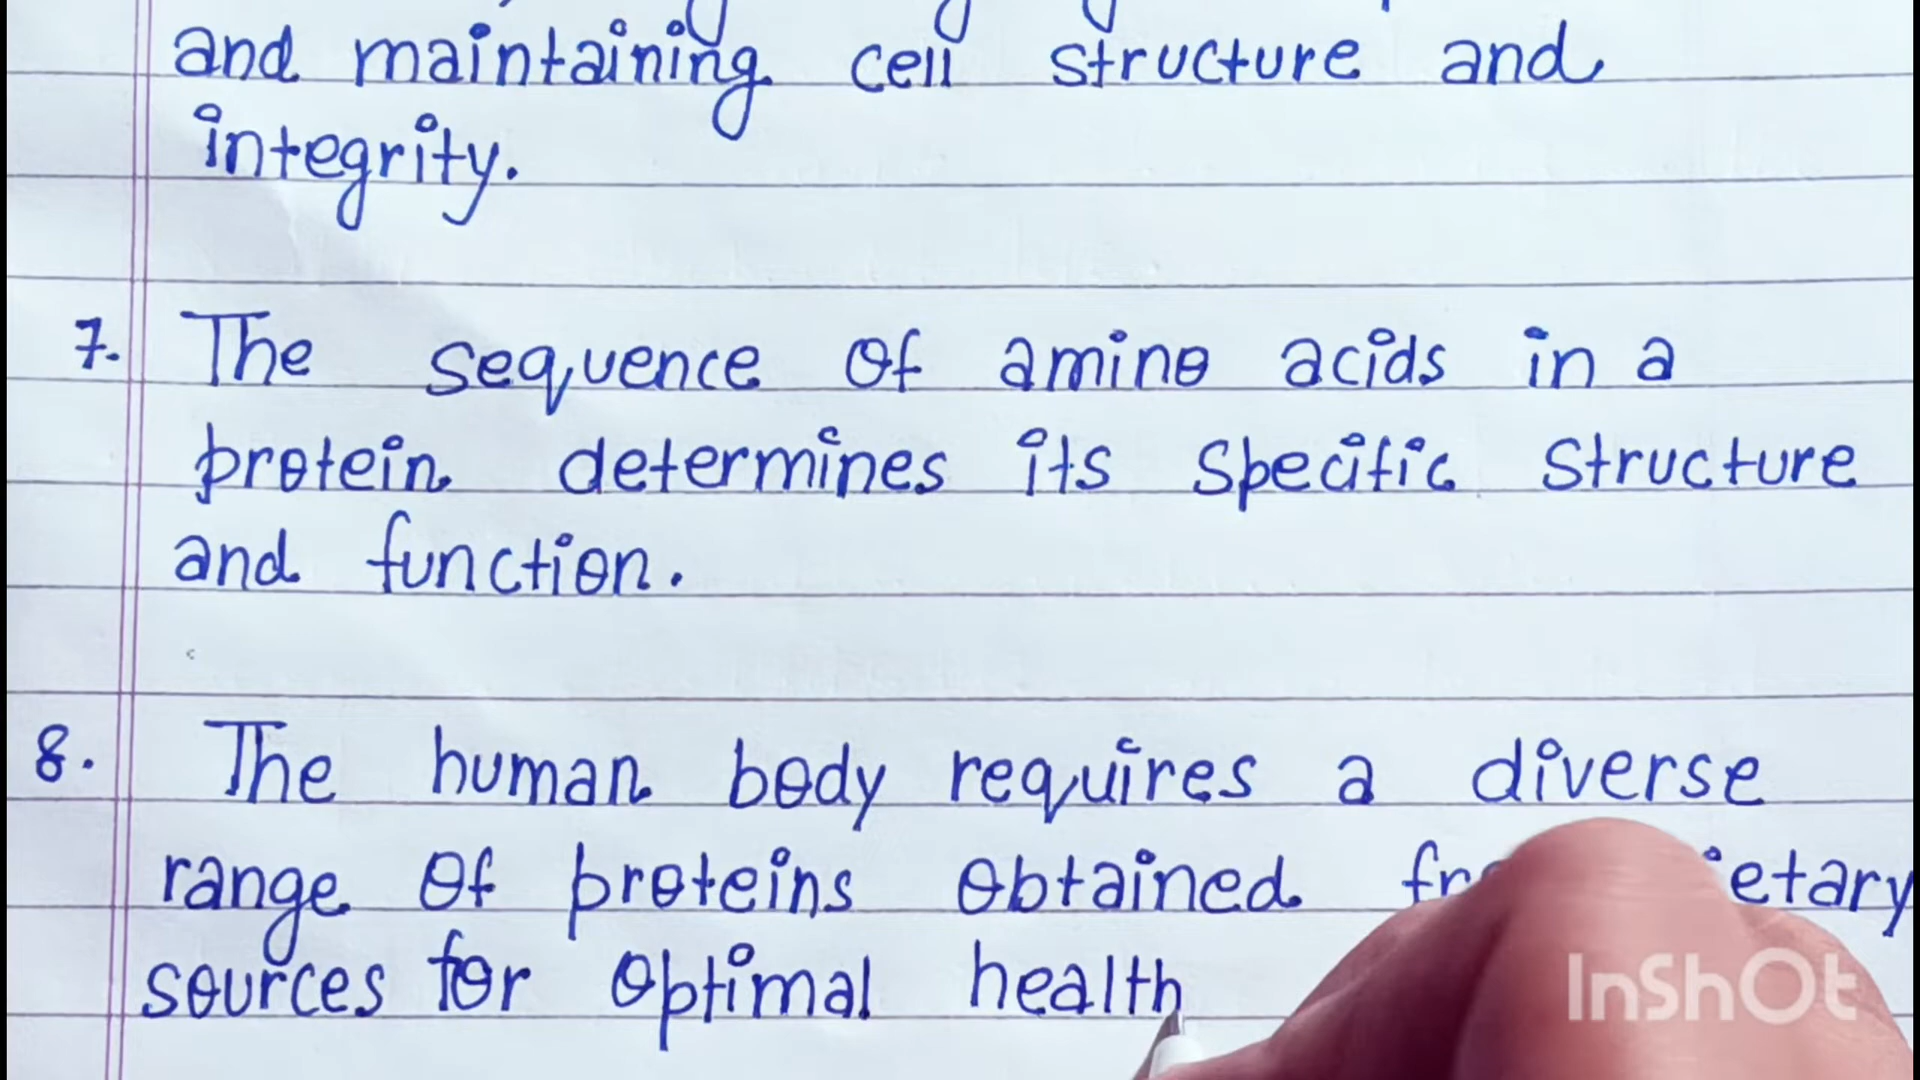 and maintaining cell structure and
integrity.
7. The sequence of amino acids in a
protein determines its specific structure
and function.
8. The human body requires a diverse
range of proteins obtained
sources for optimal health
InShOt